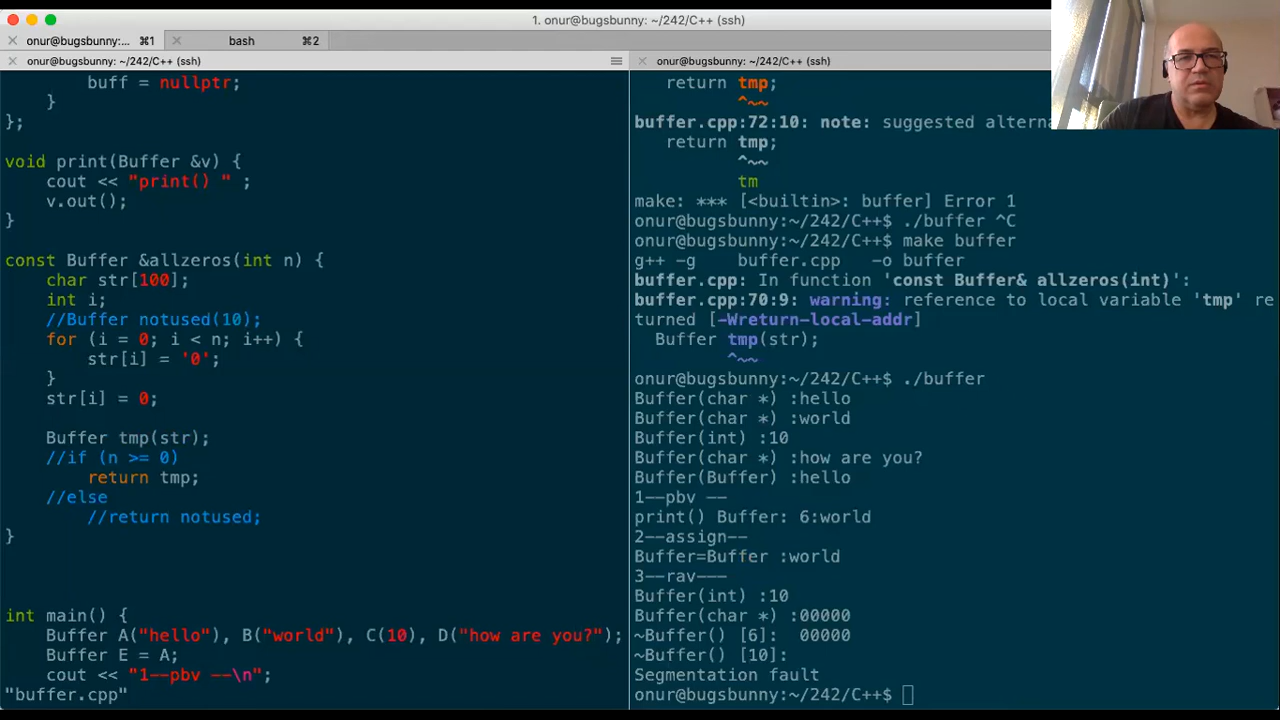 1. onur@bugsbunny: ~/242/C++ (ssh)
onur@bugsbunny:... ⌘1
bash ⌘2
~/242/C++ (ssh)
buff = nullptr;
}
};
void print(Buffer &v) {
cout << "print() " ;
v.out();
}
const Buffer &allzeros(int n) {
char str[100];
int i;
//Buffer notused(10);
for (i = 0; i < n; i++) {
str[i] = '0';
}
str[i] = 0;
Buffer tmp(str);
//if (n >= 0)
return tmp;
//else
//return notused;
}
int main() {
Buffer A("hello"), B("world"), C(10), D("how are you?");
Buffer E = A;
cout << "1--pbv --\n";
"buffer.cpp"
~/242/C++ (ssh)
return tmp;
^~~
buffer.cpp:72:10: note: suggested alterna
return tmp;
^~~
tm
make: *** [<builtin>: buffer] Error 1
onur@bugsbunny:~/242/C++$ ./buffer ^C
onur@bugsbunny:~/242/C++$ make buffer
g++ -g buffer.cpp -o buffer
buffer.cpp: In function 'const Buffer& allzeros(int)':
buffer.cpp:70:9: warning: reference to local variable 'tmp' re
turned [-Wreturn-local-addr]
Buffer tmp(str);
^~~
onur@bugsbunny:~/242/C++$ ./buffer
Buffer(char *) :hello
Buffer(char *) :world
Buffer(int) :10
Buffer(char *) :how are you?
Buffer(Buffer) :hello
1--pbv --
print() Buffer: 6:world
2--assign--
Buffer=Buffer :world
3--rav---
Buffer(int) :10
Buffer(char *) :00000
~Buffer() [6]: 00000
~Buffer() [10]:
Segmentation fault
onur@bugsbunny:~/242/C++$